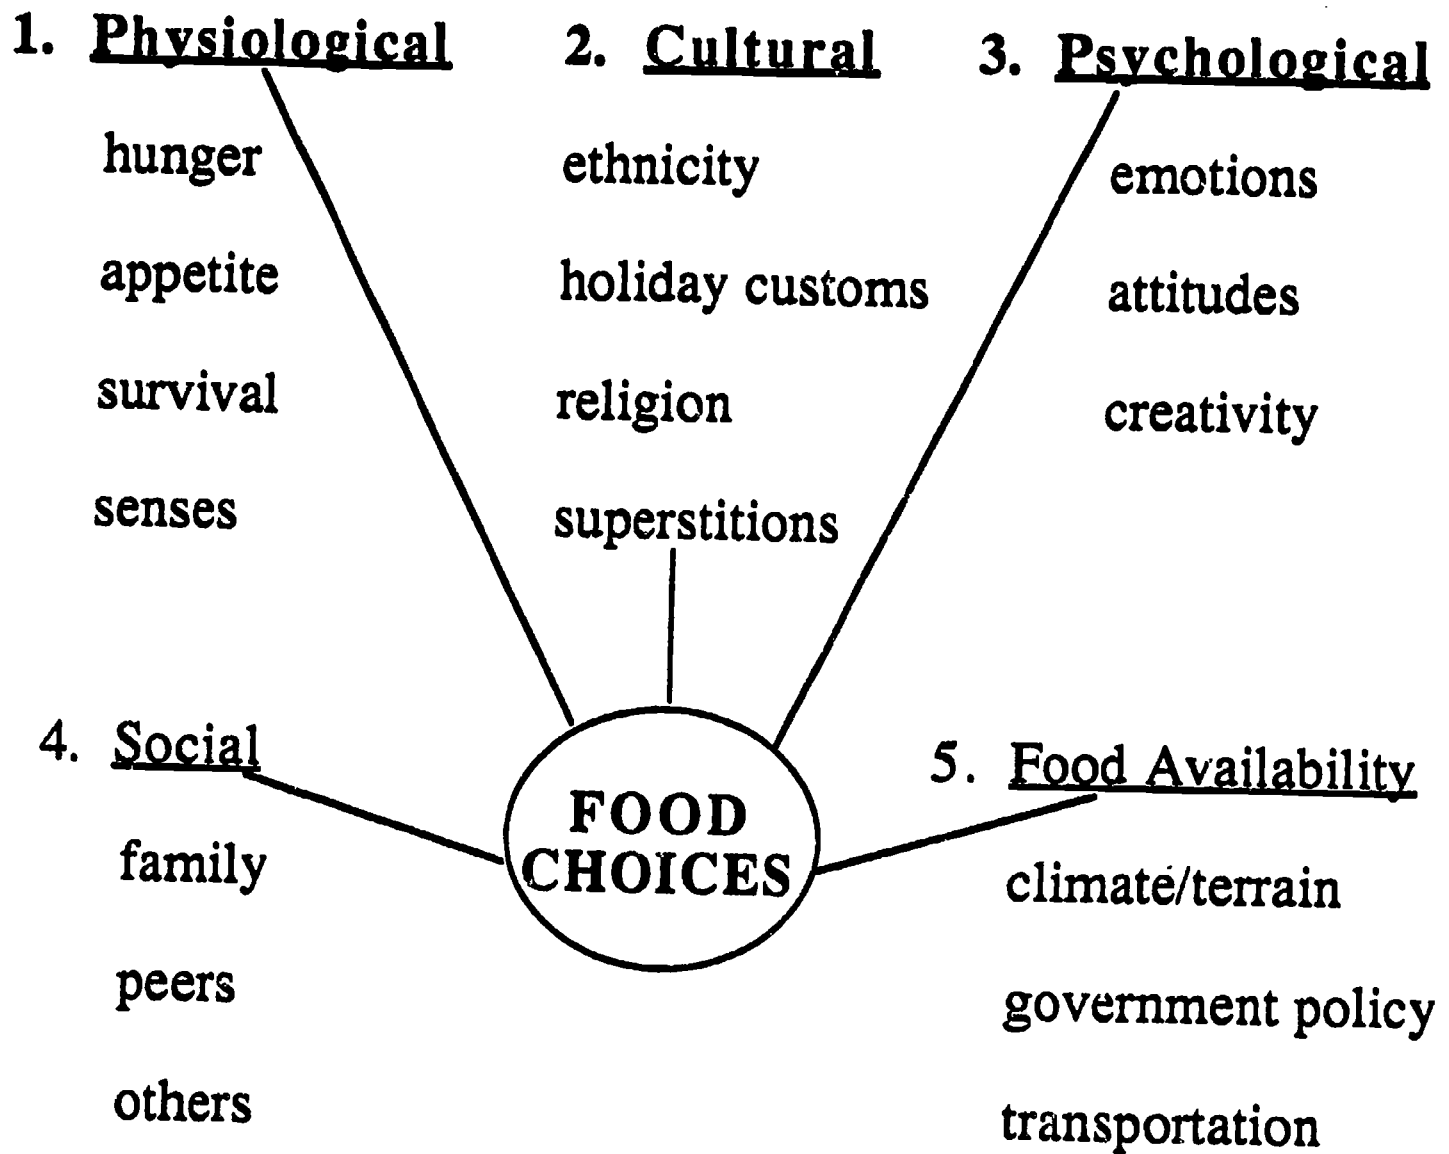 1. Physiological
hunger
appetite
survival
senses
2. Cultural
ethnicity
holiday customs
religion
superstitions
3. Psychological
emotions
attitudes
creativity
4. Social
family
peers
others
FOOD
CHOICES
5. Food Availability
climate/terrain
government policy
transportation